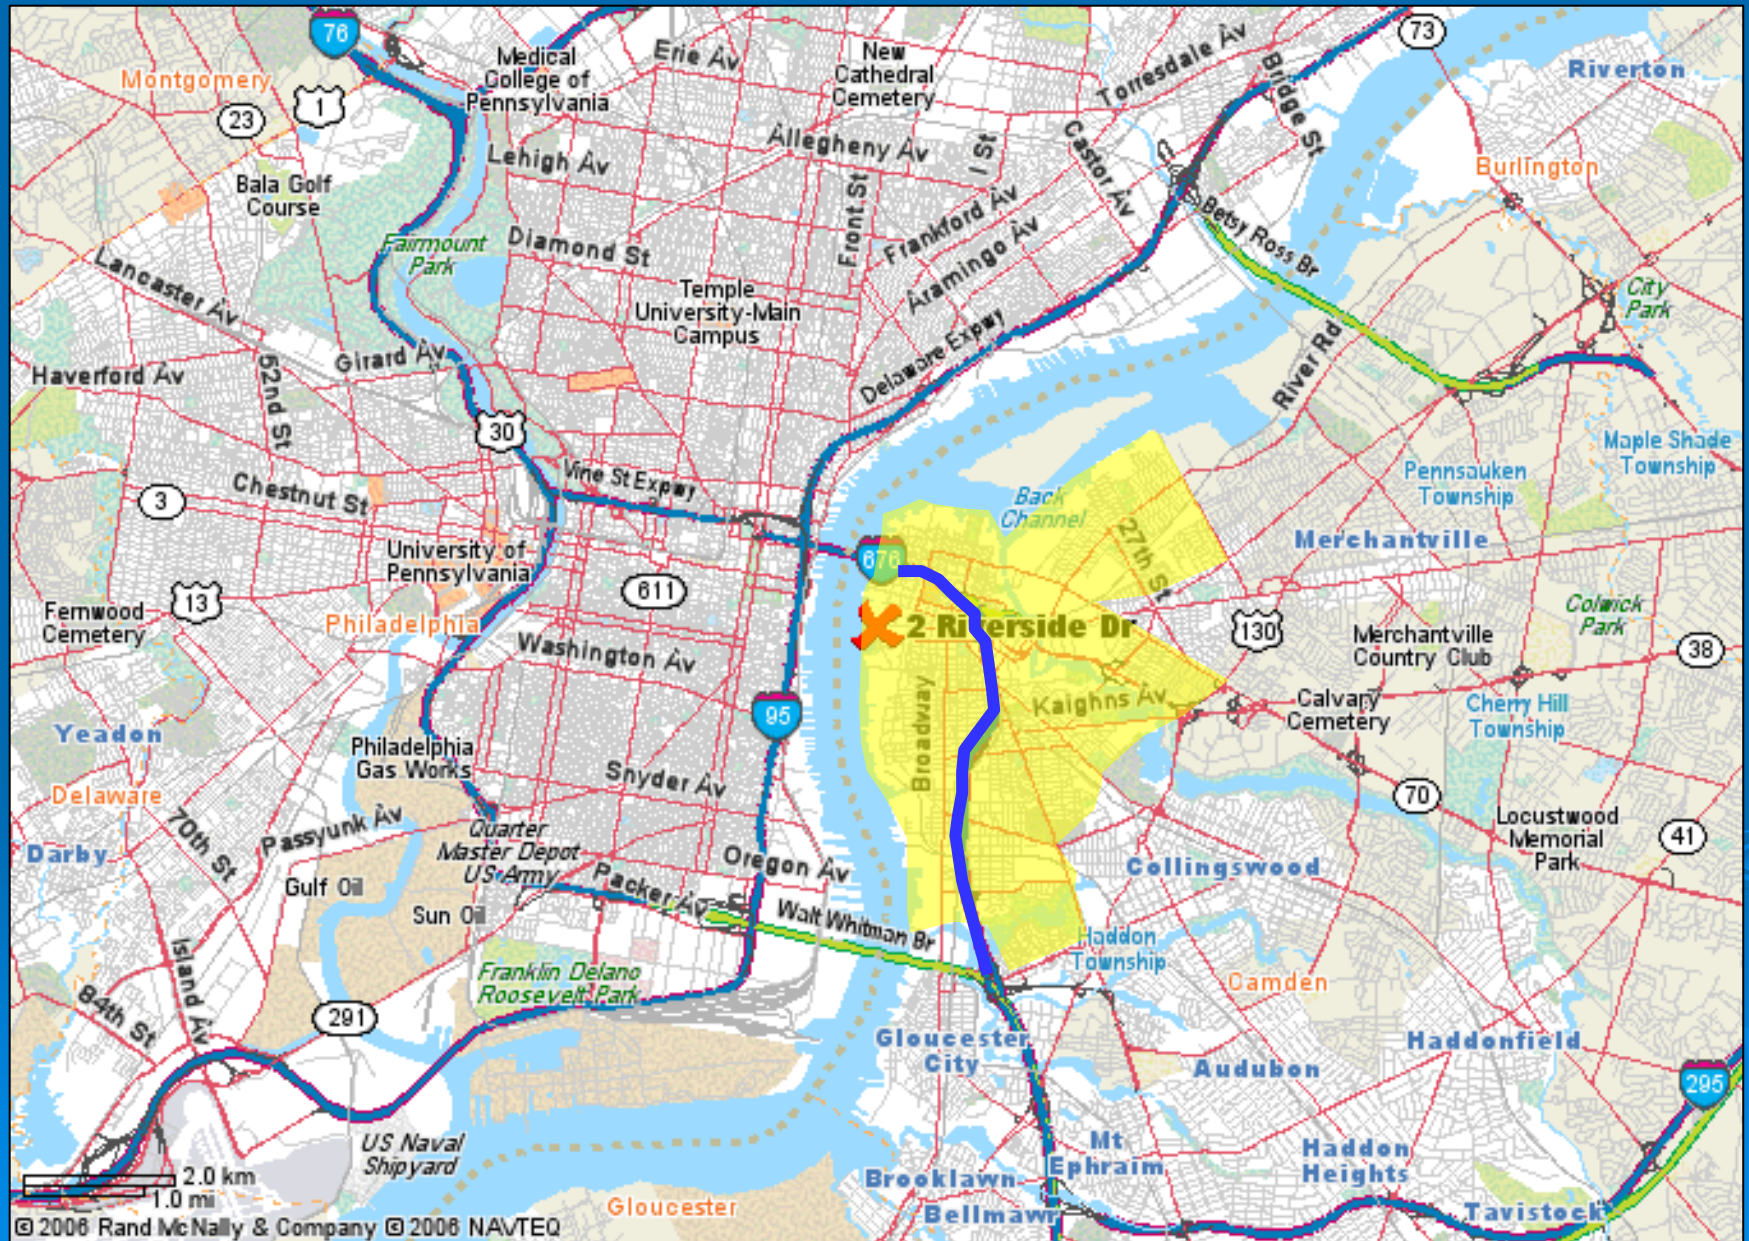 76
Montgomery
23
1
Medical
College of
Pennsylvania
Erie Av
New
Cathedral
Cemetery
Torresdale Av
Bridge St
73
Riverton
Bala Golf
Course
Lehigh Av
Allegheny Av
I St
Castor Av
Burlington
Fairmount
Park
Diamond St
Front St
Frankford Av
Aramingo Av
Betsy Ross Br
Lancaster Av
Temple
University-Main
Campus
Delaware Expwy
River Rd
City
Park
Haverford Av
52nd St
Girard Av
30
Maple Shade
Township
Pennsauken
Township
3
Chestnut St
Vine St Expwy
Back
Channel
27th St
Merchantville
University of
Pennsylvania
676
13
611
Fernwood
Cemetery
Philadelphia
2 Riverside Dr
130
Colwick
Park
Merchantville
Country Club
38
Washington Av
Broadway
Kaighns Av
Calvary
Cemetery
Cherry Hill
Township
95
Yeadon
Philadelphia
Gas Works
Snyder Av
Delaware
70
70th St
Passyunk Av
Locustwood
Memorial
Park
41
Darby
Quarter
Master Depot
US Army
Oregon Av
Collingswood
Gulf Oil
Packer Av
Sun Oil
Walt Whitman Br
Haddon
Township
Island Av
Franklin Delano
Roosevelt Park
Camden
84th St
291
Gloucester
City
Audubon
Haddonfield
295
US Naval
Shipyard
Mt
Ephraim
Haddon
Heights
2.0 km
1.0 mi
Brooklawn
Gloucester
Bellmawr
Tavistock
© 2006 Rand McNally & Company © 2006 NAVTEQ